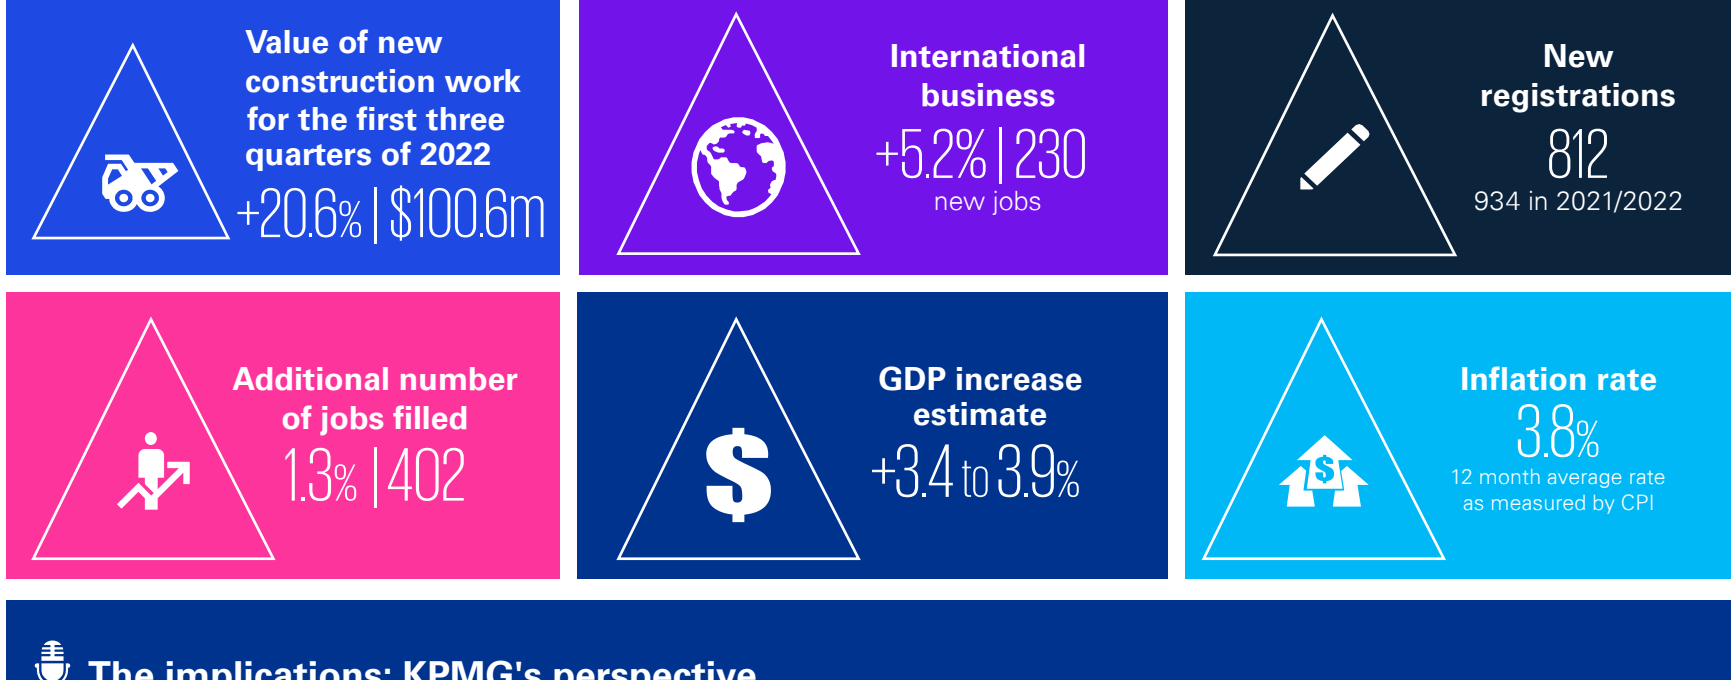 Value of new
construction work
for the first three
quarters of 2022
+20.6% | $100.6m
International
business
+5.2% | 230
new jobs
New
registrations
812
934 in 2021/2022
Additional number
of jobs filled
1.3% | 402
$
GDP increase
estimate
+3.4 to 3.9%
$
Inflation rate
3.8%
12 month average rate
as measured by CPI
The implications: KPMG's perspective